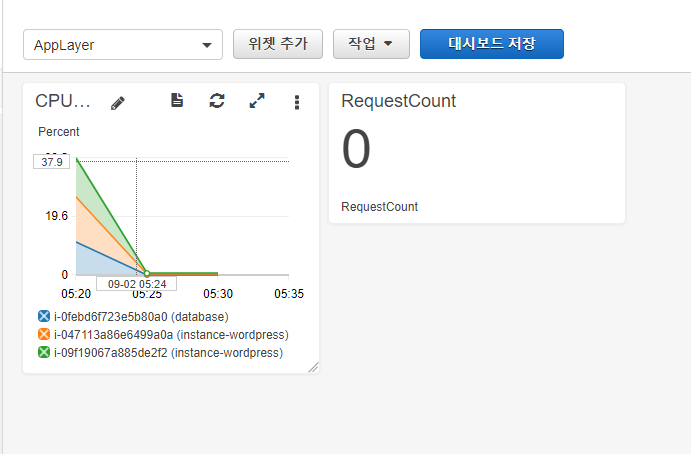 AppLayer
위젯 추가
작업
대시보드 저장
CPU...
Percent
37.9
19.6
0
09-02 05:24
05:20
05:25
05:30
05:35
i-0febd6f723e5b80a0 (database)
i-047113a86e6499a0a (instance-wordpress)
i-09f19067a885de2f2 (instance-wordpress)
RequestCount
0
RequestCount